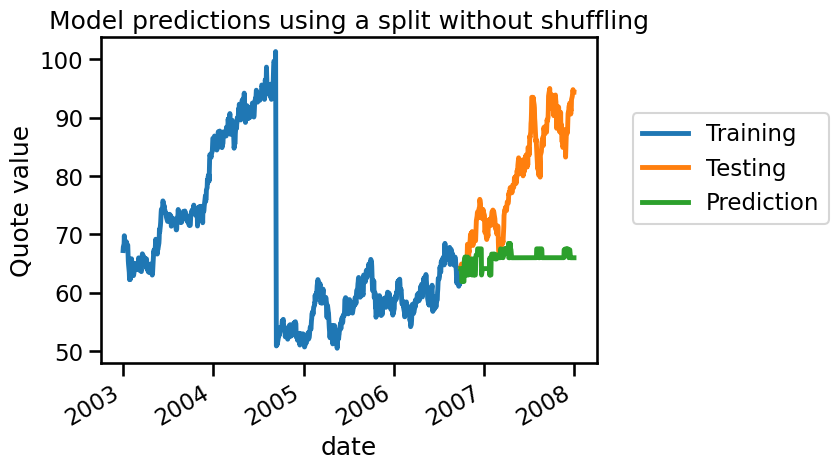 Model predictions using a split without shuffling
100
90
80
70
60
50
Quote value
2003
2004
2005
2006
2007
2008
date
Training
Testing
Prediction